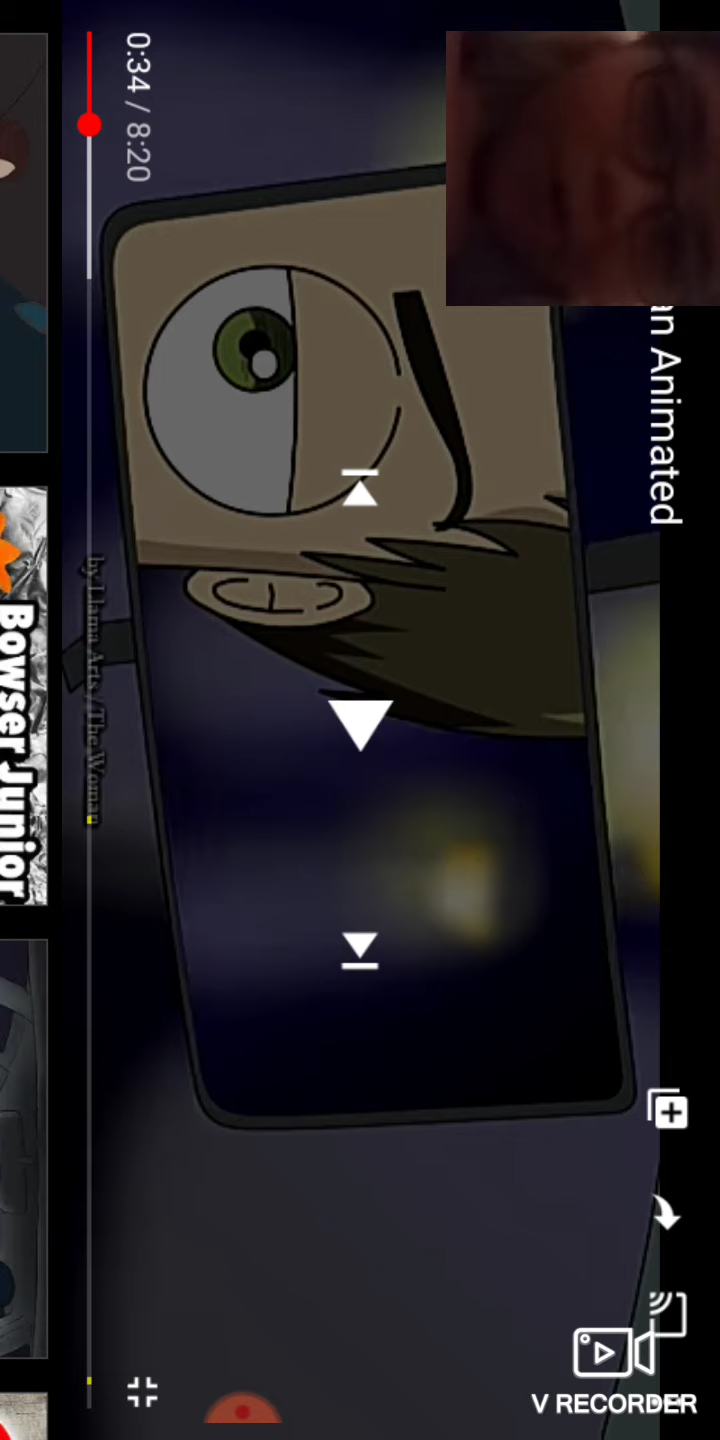 an Animated
0:34 / 8:20
by Llama Arts / The Woman
Bowser Junior
V RECORDER